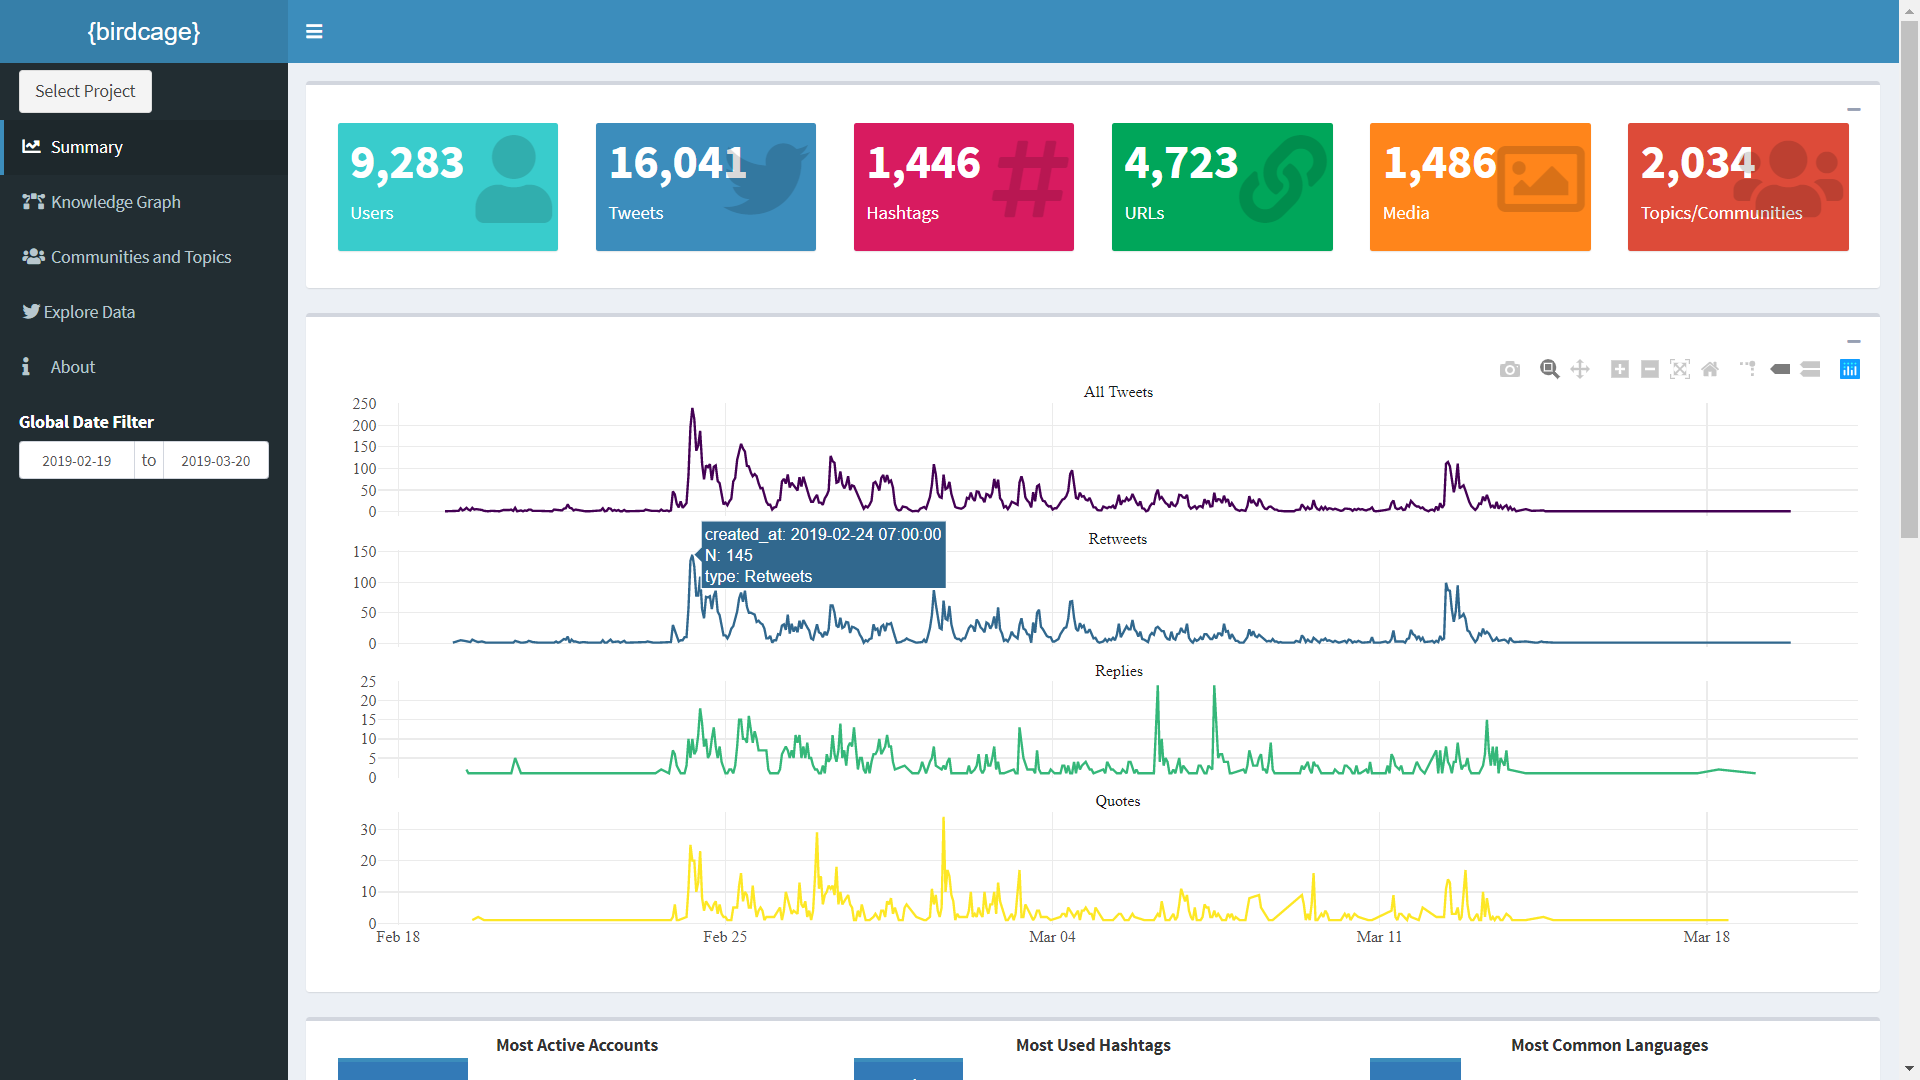 {birdcage}
Select Project
Summary
Knowledge Graph
Communities and Topics
Explore Data
About
Global Date Filter
2019-02-19 to 2019-03-20
9,283
Users
16,041
Tweets
1,446
Hashtags
4,723
URLs
1,486
Media
2,034
Topics/Communities
All Tweets
250
200
150
100
50
0
created_at: 2019-02-24 07:00:00
N: 145
type: Retweets
Retweets
150
100
50
0
Replies
25
20
15
10
5
0
Quotes
30
20
10
0
Feb 18 Feb 25 Mar 04 Mar 11 Mar 18
Most Active Accounts
Most Used Hashtags
Most Common Languages